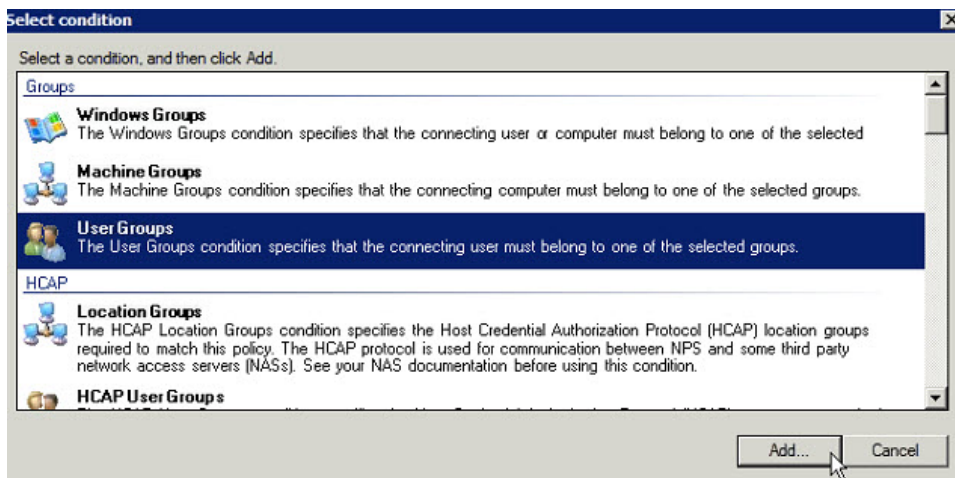 Select condition
Select a condition, and then click Add.
Groups
Windows Groups
The Windows Groups condition specifies that the connecting user or computer must belong to one of the selected
Machine Groups
The Machine Groups condition specifies that the connecting computer must belong to one of the selected groups.
User Groups
The User Groups condition specifies that the connecting user must belong to one of the selected groups.
HCAP
Location Groups
The HCAP Location Groups condition specifies the Host Credential Authorization Protocol (HCAP) location groups
required to match this policy. The HCAP protocol is used for communication between NPS and some third party
network access servers (NASs). See your NAS documentation before using this condition.
HCAP User Groups
Add...
Cancel